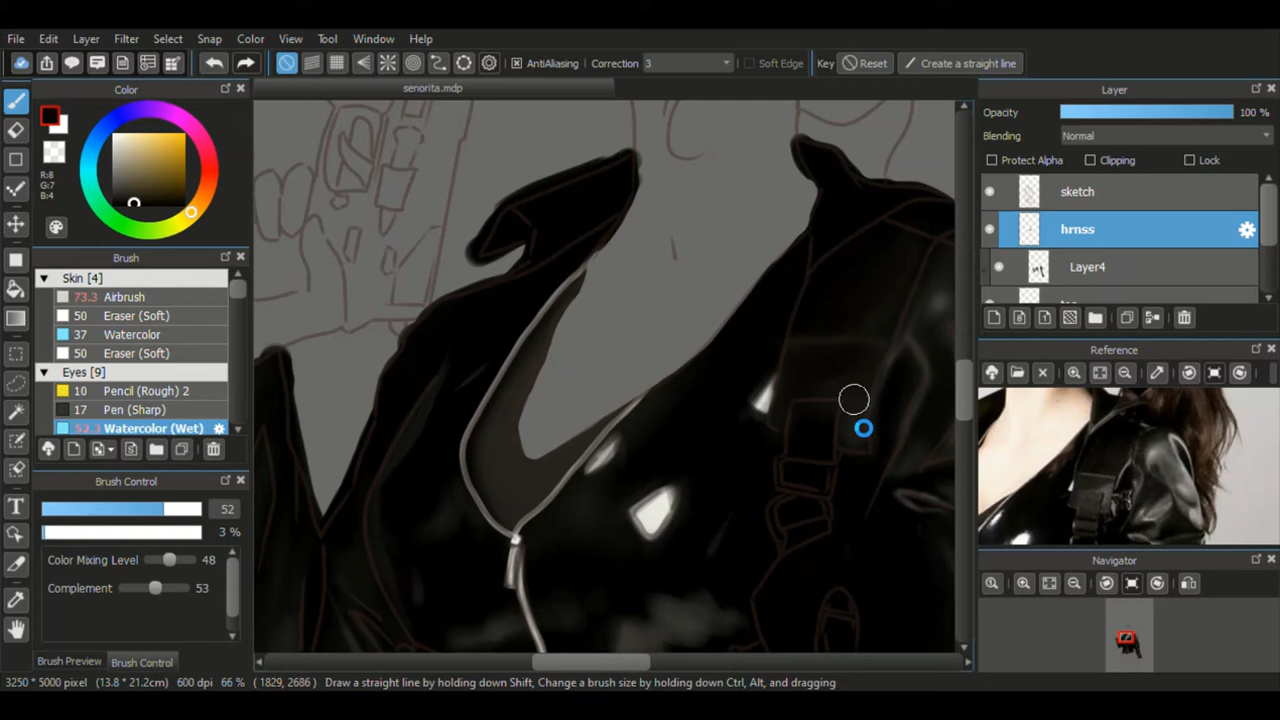 File Edit Layer Filter Select Snap Color View Tool Window Help
AntiAliasing Correction 3 Soft Edge Key Reset Create a straight line
Color
senorita.mdp
Layer
Opacity 100 %
Blending Normal
Protect Alpha Clipping Lock
R:8
G:7
B:4
sketch
hrnss
Layer4
Brush
Skin [4]
73.3 Airbrush
50 Eraser (Soft)
37 Watercolor
50 Eraser (Soft)
Eyes [9]
10 Pencil (Rough) 2
17 Pen (Sharp)
52.3 Watercolor (Wet)
Reference
Brush Control
52
3 %
Color Mixing Level 48
Complement 53
Navigator
Brush Preview Brush Control
3250 * 5000 pixel (13.8 * 21.2cm) 600 dpi 66 % ( 1829, 2686 ) Draw a straight line by holding down Shift, Change a brush size by holding down Ctrl, Alt, and dragging